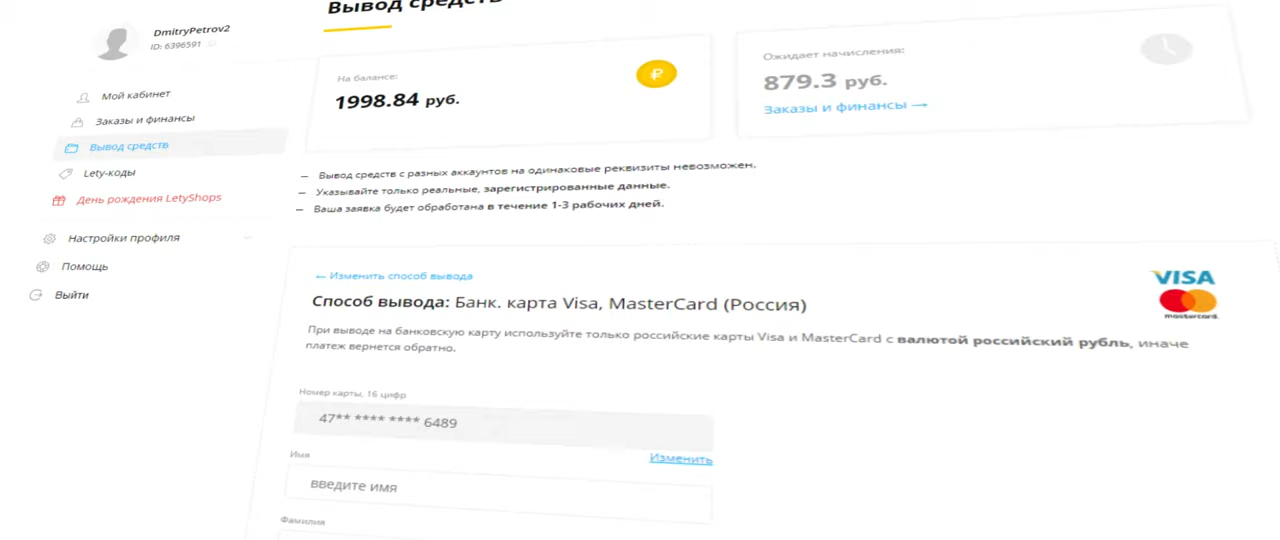 Вывод средств
DmitryPetrov2
ID: 6396591
Мой кабинет
Заказы и финансы
Вывод средств
Lety-коды
День рождения LetyShops
Настройки профиля
Помощь
Выйти
На балансе:
1998.84 руб.
₽
Ожидает начисления:
879.3 руб.
Заказы и финансы →
— Вывод средств с разных аккаунтов на одинаковые реквизиты невозможен.
— Указывайте только реальные, зарегистрированные данные.
— Ваша заявка будет обработана в течение 1-3 рабочих дней.
← Изменить способ вывода
VISA
mastercard.
Способ вывода: Банк. карта Visa, MasterCard (Россия)
При выводе на банковскую карту используйте только российские карты Visa и MasterCard с валютой российский рубль, иначе
платеж вернется обратно.
Номер карты, 16 цифр
47** **** **** 6489
Изменить
Имя
введите имя
Фамилия